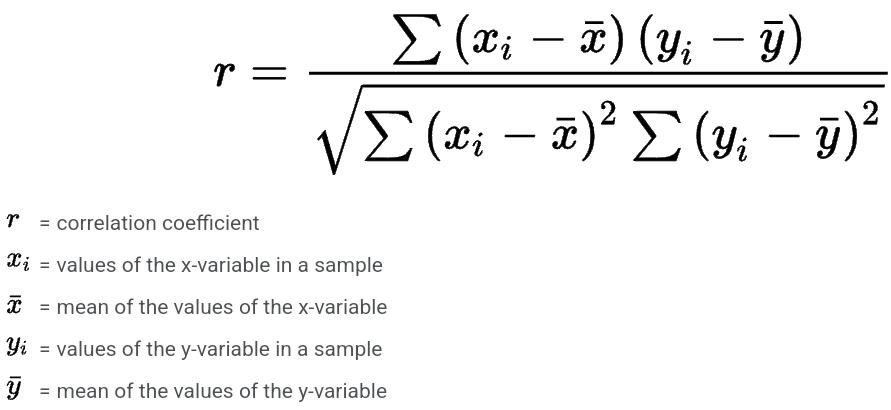 r = ∑ (xᵢ − x̄) (yᵢ − ȳ) / √ ∑ (xᵢ − x̄)² ∑ (yᵢ − ȳ)²
r = correlation coefficient
xᵢ = values of the x-variable in a sample
x̄ = mean of the values of the x-variable
yᵢ = values of the y-variable in a sample
ȳ = mean of the values of the y-variable